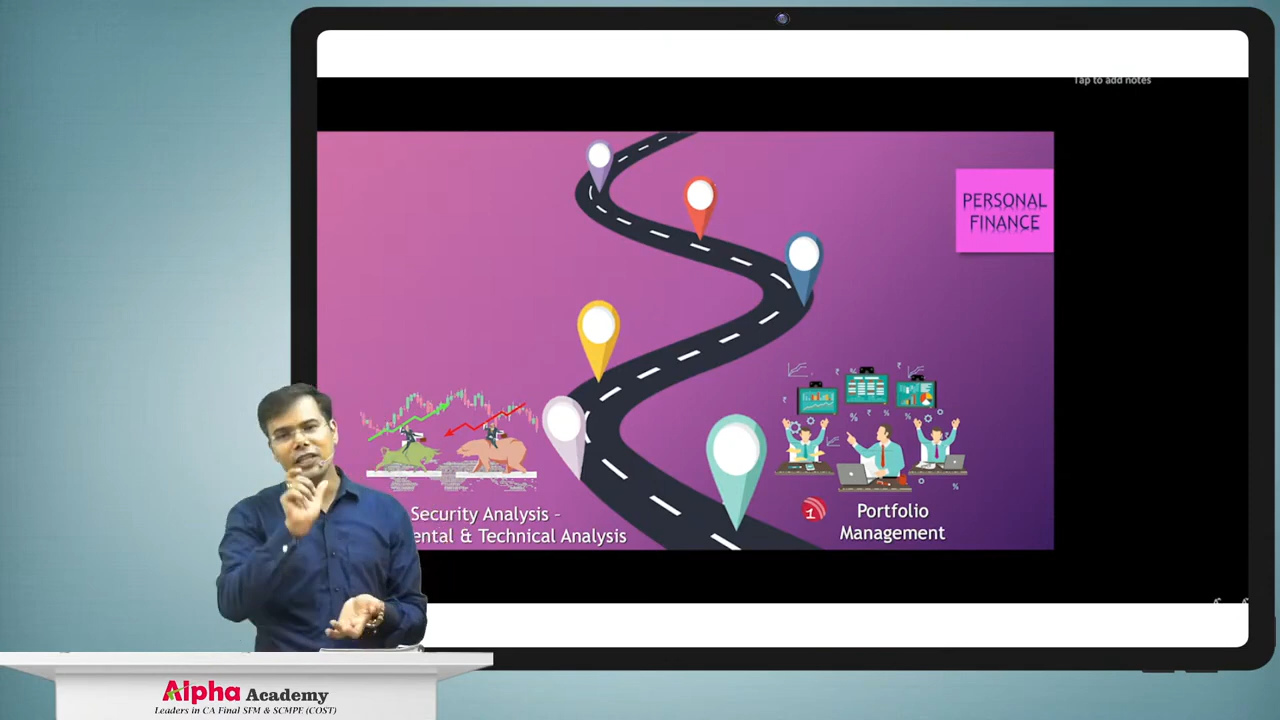 Tap to add notes
PERSONAL
FINANCE
Security Analysis –
ental & Technical Analysis
1
Portfolio
Management
Alpha Academy
Leaders in CA Final SFM & SCMPE (COST)